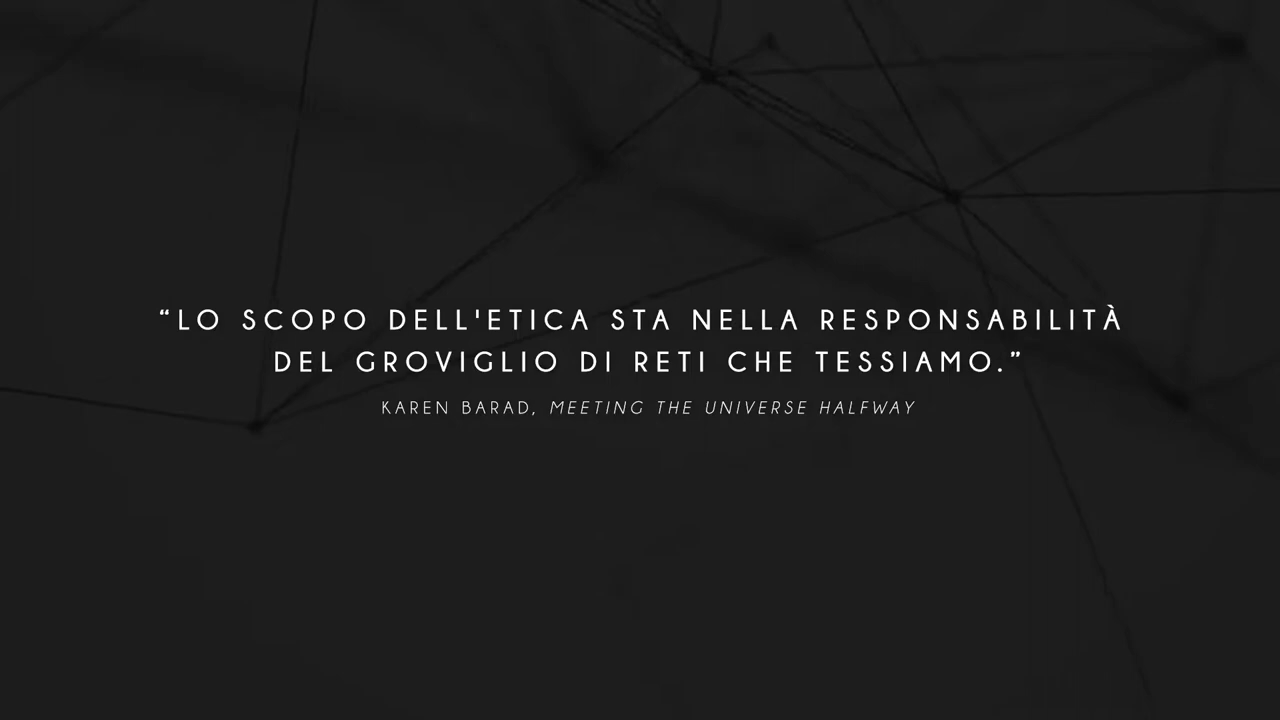 “LO SCOPO DELL'ETICA STA NELLA RESPONSABILITÀ
DEL GROVIGLIO DI RETI CHE TESSIAMO.”
KAREN BARAD, MEETING THE UNIVERSE HALFWAY